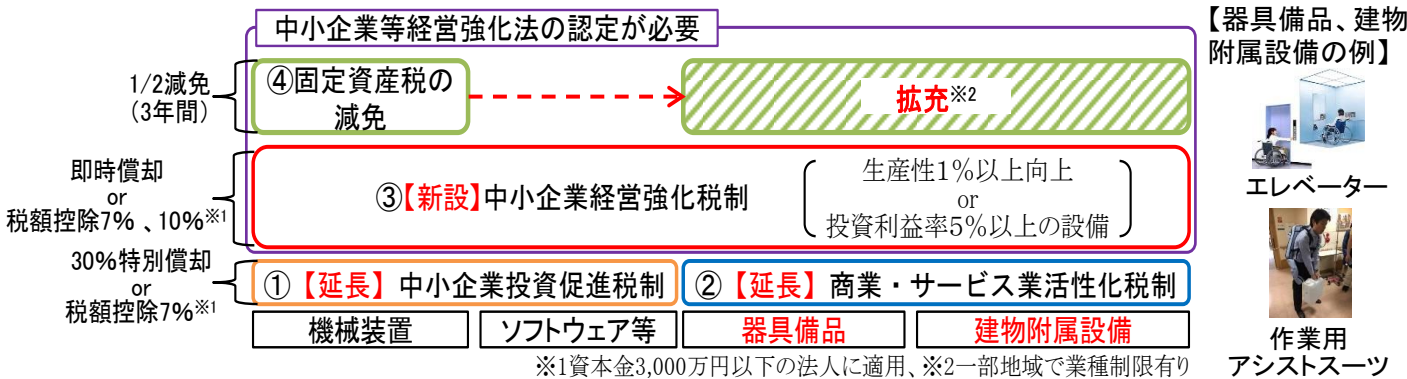 中小企業等経営強化法の認定が必要
【器具備品、建物
附属設備の例】
1/2減免
(3年間)
④固定資産税の
減免
拡充※2
エレベーター
即時償却
or
税額控除7% 、10%※1
③【新設】中小企業経営強化税制
生産性1%以上向上
or
投資利益率5%以上の設備
30%特別償却
or
税額控除7%※1
①【延長】中小企業投資促進税制
②【延長】商業・サービス業活性化税制
機械装置
ソフトウェア等
器具備品
建物附属設備
作業用
アシストスーツ
※1資本金3,000万円以下の法人に適用、※2一部地域で業種制限有り